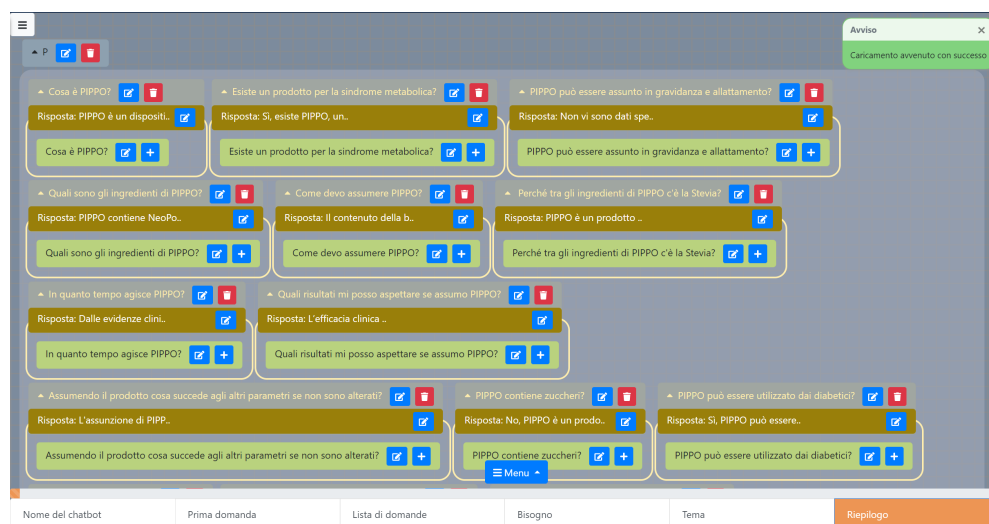 Avviso
Caricamento avvenuto con successo
P
Cosa é PIPPO?
Risposta: PIPPO è un dispositi..
Cosa é PIPPO?
Esiste un prodotto per la sindrome metabolica?
Risposta: Sì, esiste PIPPO, un..
Esiste un prodotto per la sindrome metabolica?
PIPPO può essere assunto in gravidanza e allattamento?
Risposta: Non vi sono dati spe..
PIPPO può essere assunto in gravidanza e allattamento?
Quali sono gli ingredienti di PIPPO?
Risposta: PIPPO contiene NeoPo..
Quali sono gli ingredienti di PIPPO?
Come devo assumere PIPPO?
Risposta: Il contenuto della b..
Come devo assumere PIPPO?
Perché tra gli ingredienti di PIPPO c'é la Stevia?
Risposta: PIPPO è un prodotto ..
Perché tra gli ingredienti di PIPPO c'é la Stevia?
In quanto tempo agisce PIPPO?
Risposta: Dalle evidenze clini..
In quanto tempo agisce PIPPO?
Quali risultati mi posso aspettare se assumo PIPPO?
Risposta: L'efficacia clinica ..
Quali risultati mi posso aspettare se assumo PIPPO?
Assumendo il prodotto cosa succede agli altri parametri se non sono alterati?
Risposta: L'assunzione di PIPP..
Assumendo il prodotto cosa succede agli altri parametri se non sono alterati?
PIPPO contiene zuccheri?
Risposta: No, PIPPO è un prodo..
PIPPO contiene zuccheri?
PIPPO può essere utilizzato dai diabetici?
Risposta: Sì, PIPPO può essere..
PIPPO può essere utilizzato dai diabetici?
Menu
Nome del chatbot
Prima domanda
Lista di domande
Bisogno
Tema
Riepilogo